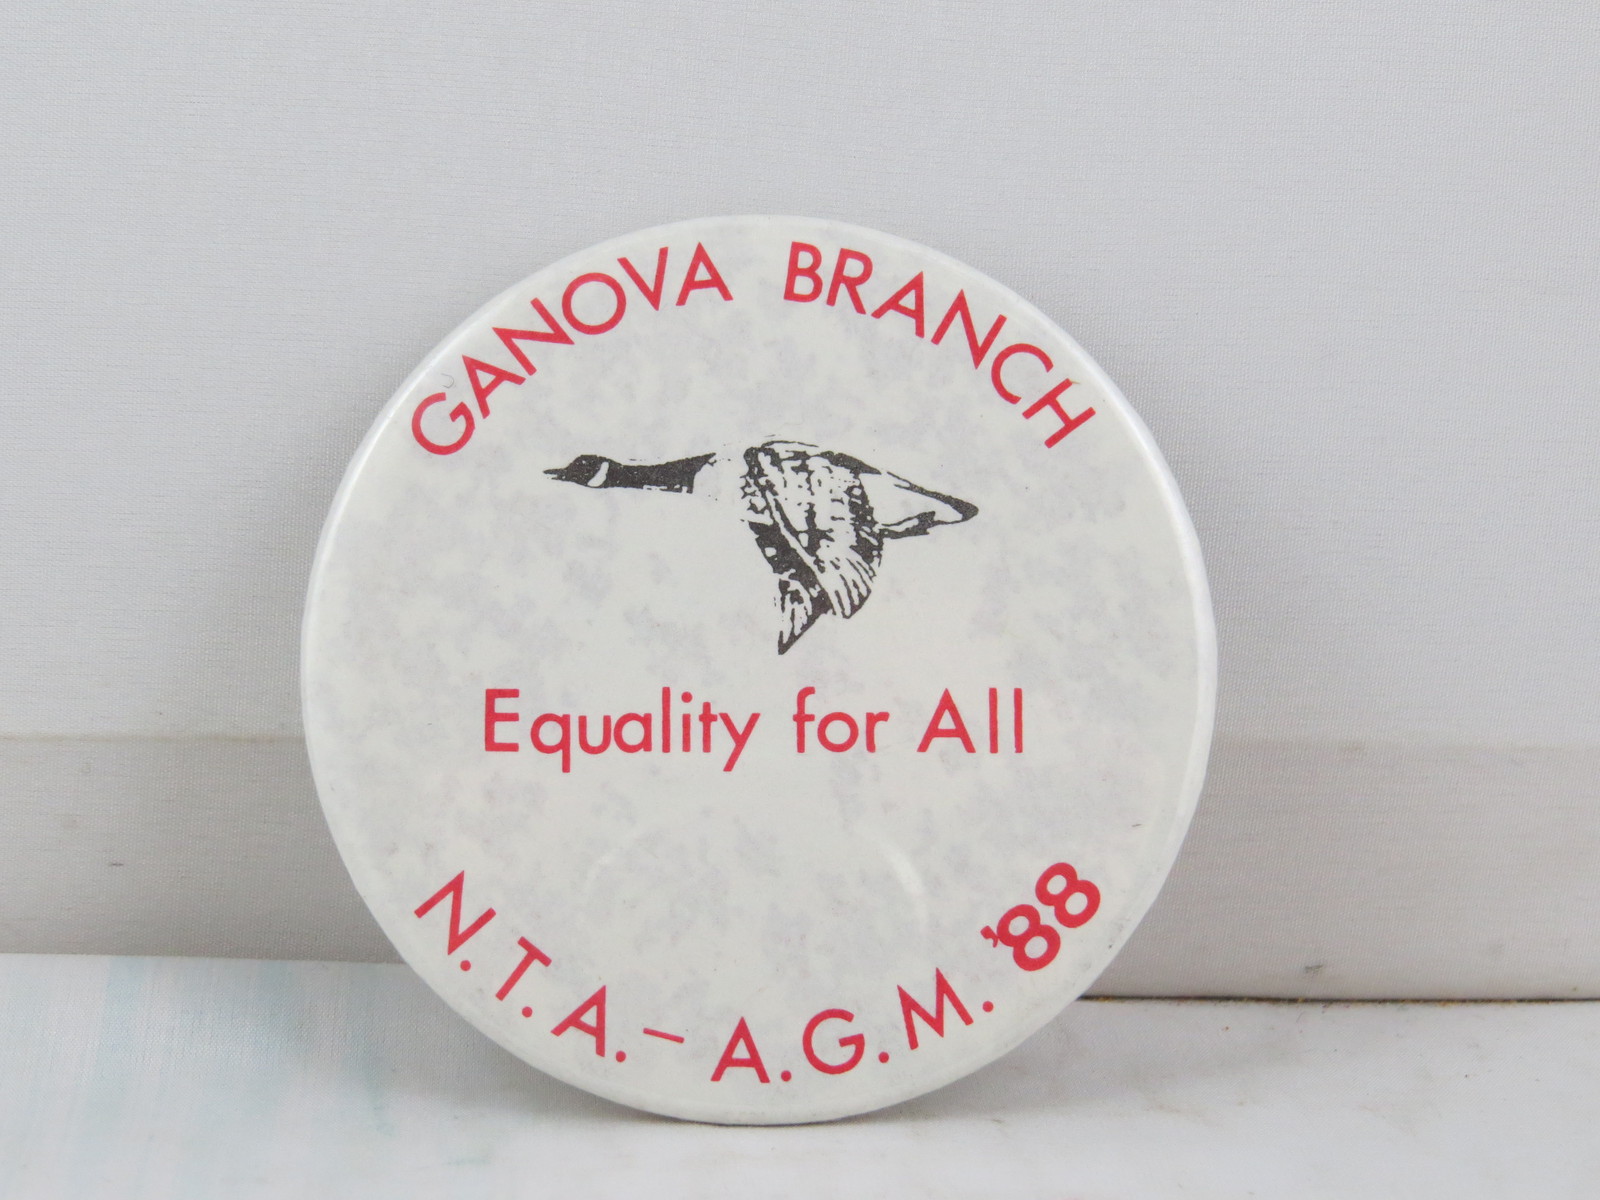 GANOVA BRANCH
Equality for All
N.T.A.-A.G.M. '88